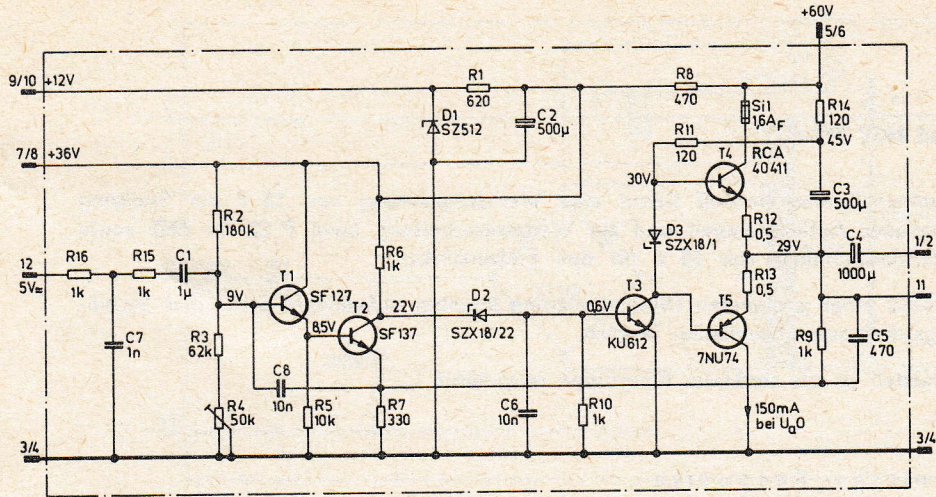 +60V
5/6
9/10 +12V
R1
620
R8
470
D1
SZ512
C2
500µ
Si1
1,6A F
R14
120
7/8 +36V
R11
120
45V
T4
RCA
40411
30V
R2
180k
R6
1k
D3
SZX18/1
R12
0,5
C3
500µ
29V
C4
1000µ
1/2
12
5V≂
R16
1k
R15
1k
C1
1µ
9V
T1
SF127
T2
8,5V
SF137
22V
D2
SZX18/22
0,6V
T3
KU612
R13
0,5
T5
7NU74
11
C7
1n
R3
62k
C8
10n
R9
1k
C5
470
R4
50k
R5
10k
R7
330
C6
10n
R10
1k
150mA
bei Ua0
3/4
3/4